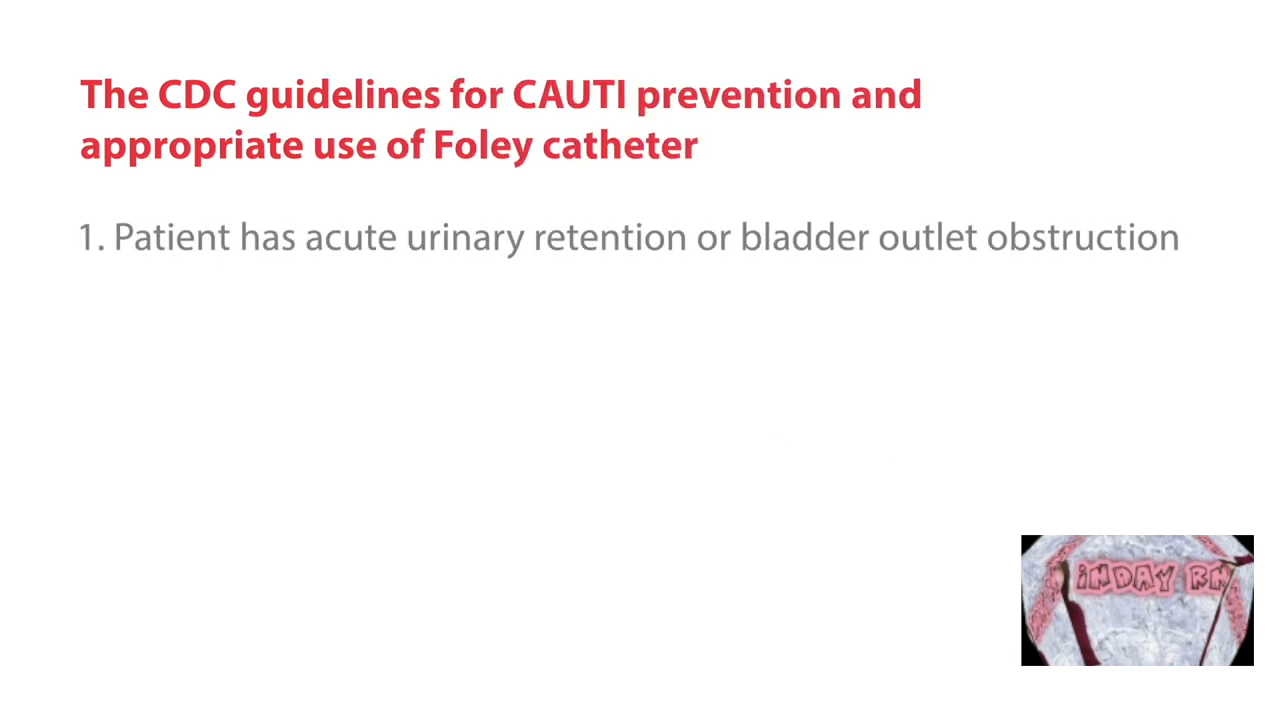 The CDC guidelines for CAUTI prevention and
appropriate use of Foley catheter
1. Patient has acute urinary retention or bladder outlet obstruction
iNDAY RN